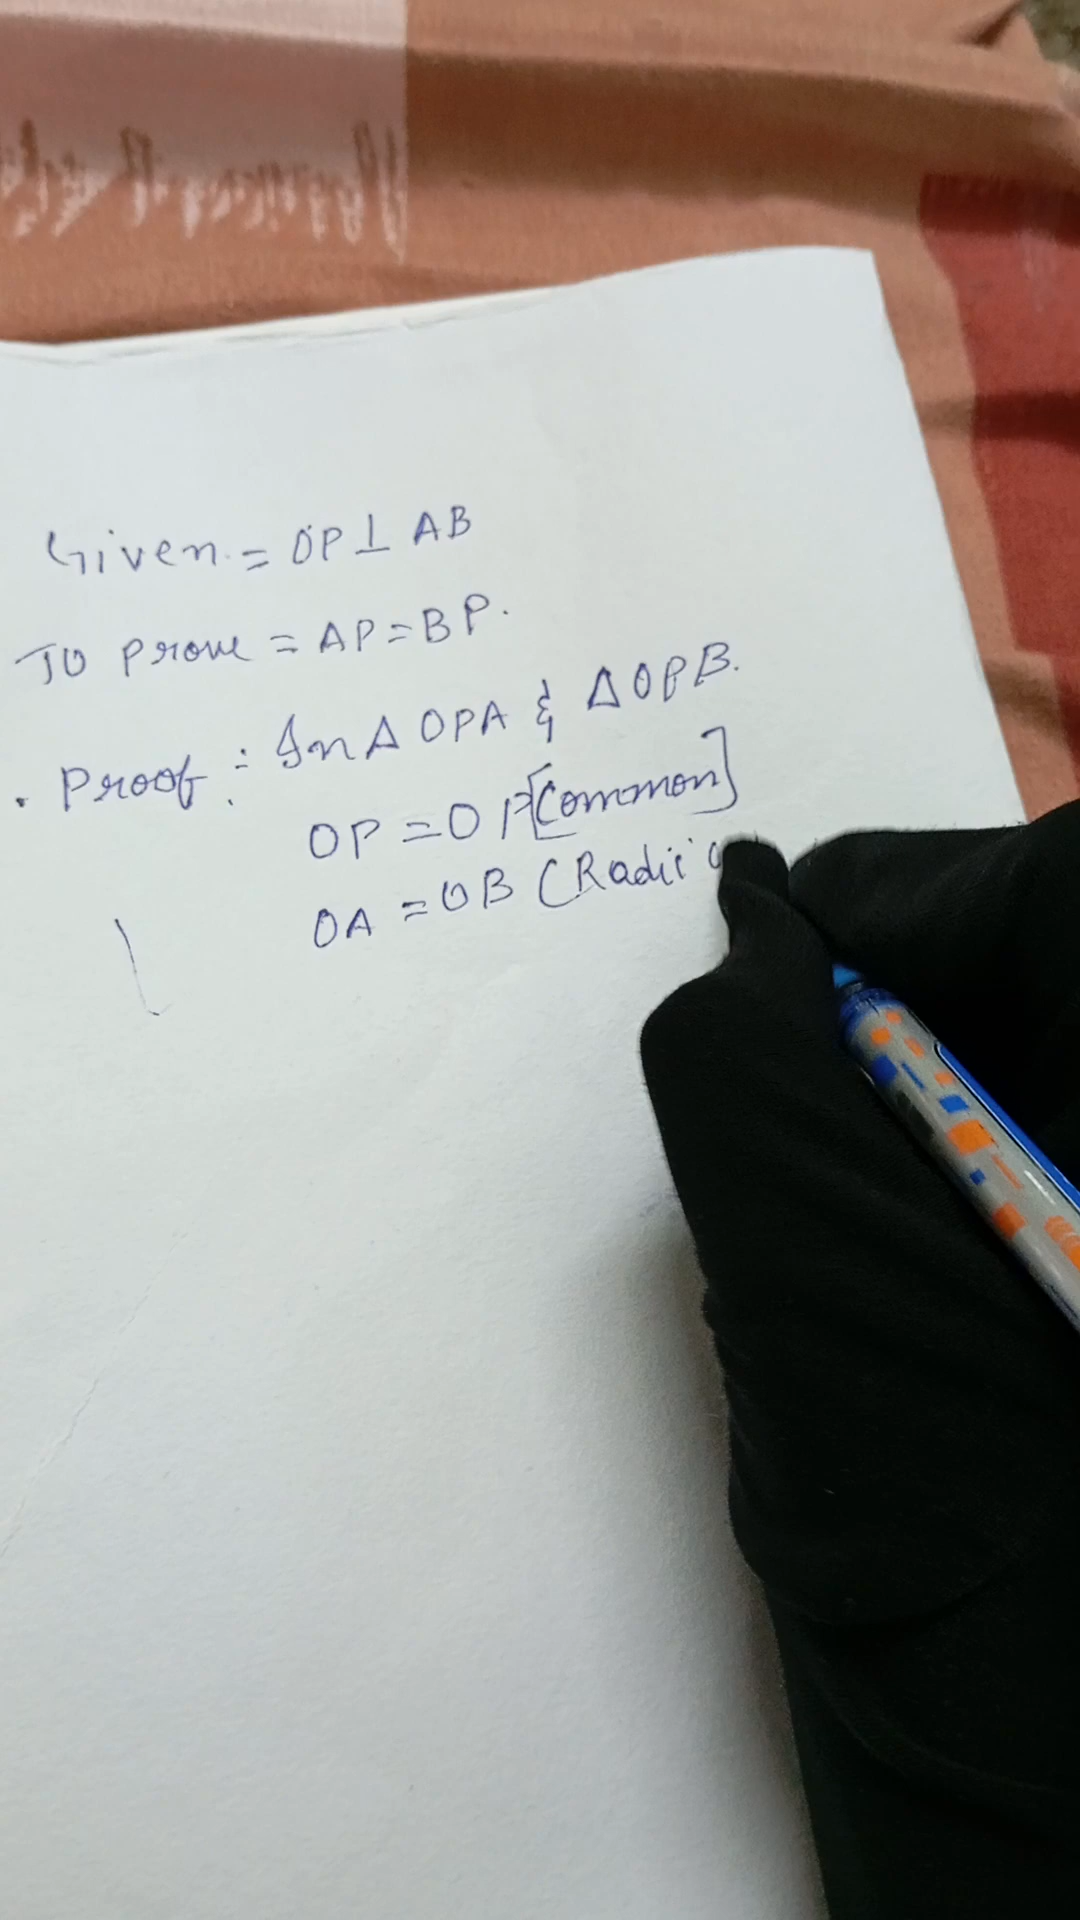 Given = OP ⊥ AB
To prove = AP = BP.
. Proof : In Δ OPA & Δ OPB.
OP = OP [Common]
OA = OB (Radii